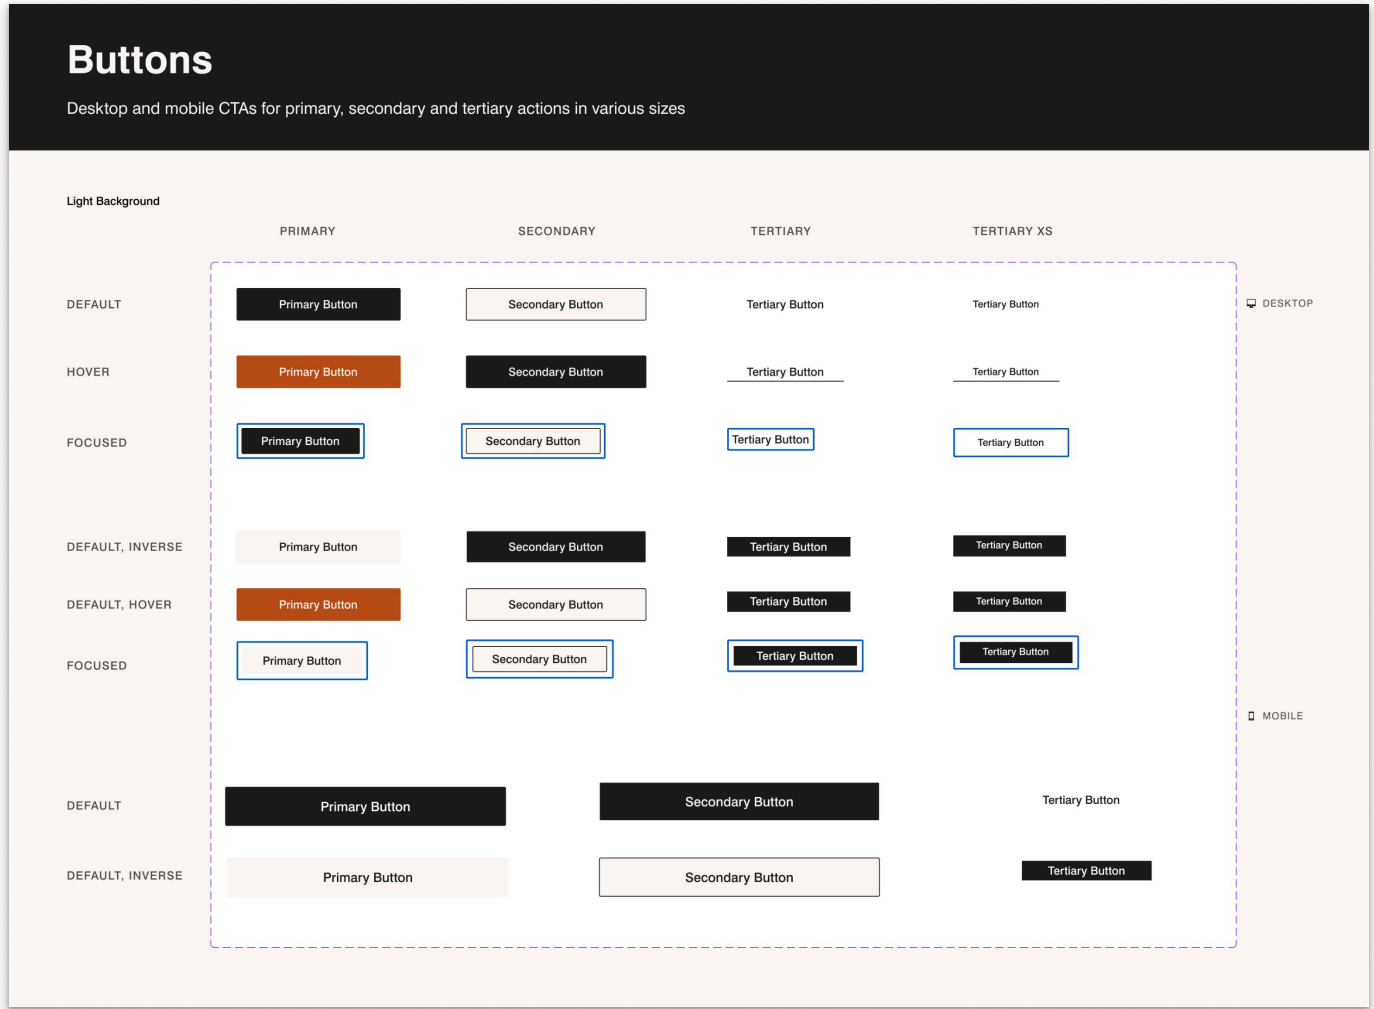 Buttons
Desktop and mobile CTAs for primary, secondary and tertiary actions in various sizes
Light Background
PRIMARY SECONDARY TERTIARY TERTIARY XS
DEFAULT Primary Button Secondary Button Tertiary Button Tertiary Button DESKTOP
HOVER Primary Button Secondary Button Tertiary Button Tertiary Button
FOCUSED Primary Button Secondary Button Tertiary Button Tertiary Button
DEFAULT, INVERSE Primary Button Secondary Button Tertiary Button Tertiary Button
DEFAULT, HOVER Primary Button Secondary Button Tertiary Button Tertiary Button
FOCUSED Primary Button Secondary Button Tertiary Button Tertiary Button
MOBILE
DEFAULT Primary Button Secondary Button Tertiary Button
DEFAULT, INVERSE Primary Button Secondary Button Tertiary Button